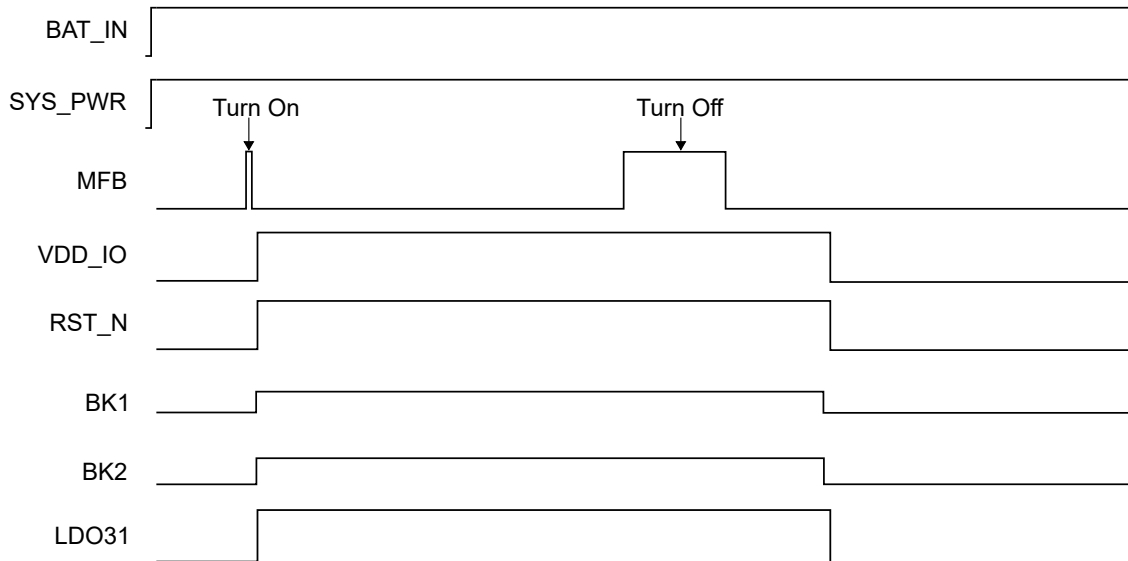 BAT_IN
SYS_PWR
Turn On
Turn Off
MFB
VDD_IO
RST_N
BK1
BK2
LDO31